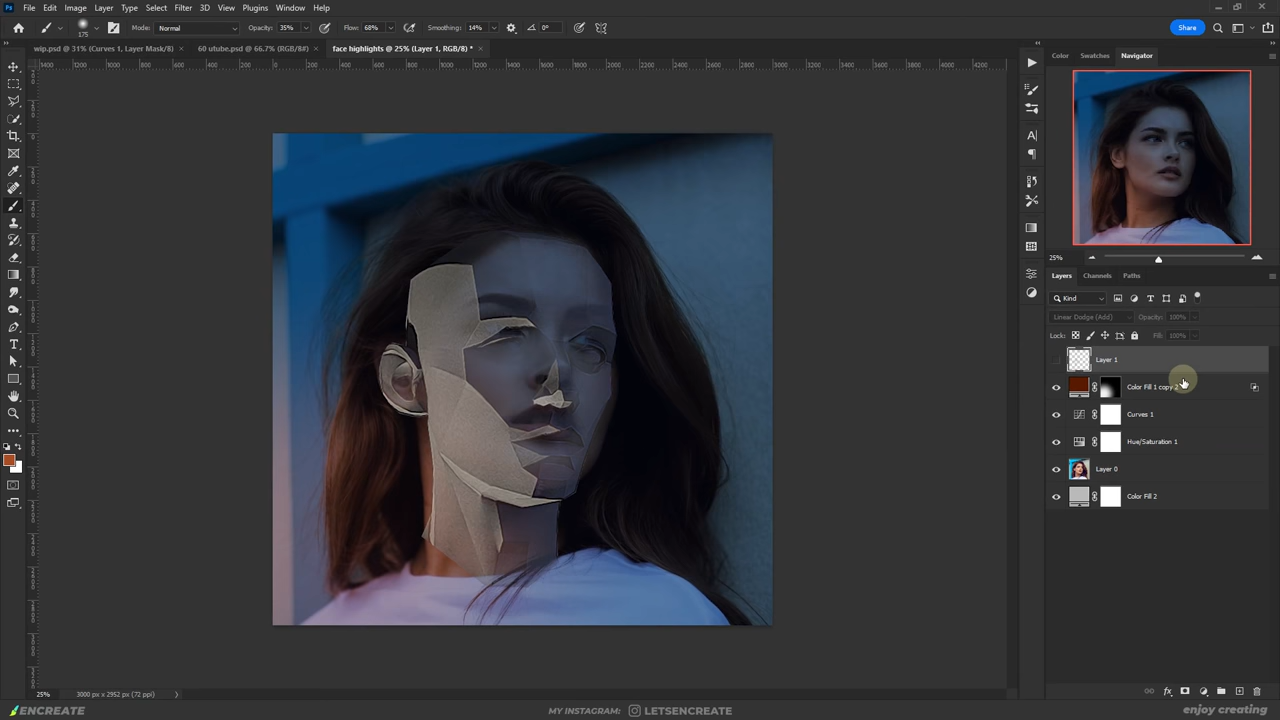 Ps File Edit Image Layer Type Select Filter 3D View Plugins Window Help
175 Mode: Normal Opacity: 35% Flow: 68% Smoothing: 14% 0° Share
wip.psd @ 31% (Curves 1, Layer Mask/8) × 60 utube.psd @ 66.7% (RGB/8#) × face highlights @ 25% (Layer 1, RGB/8) * ×
Color Swatches Navigator
25%
Layers Channels Paths
Kind
Linear Dodge (Add) Opacity: 100%
Lock: Fill: 100%
Layer 1
Color Fill 1 copy 2
Curves 1
Hue/Saturation 1
Layer 0
Color Fill 2
25% 3000 px x 2952 px (72 ppi)
ENCREATE MY INSTAGRAM: LETSENCREATE enjoy creating